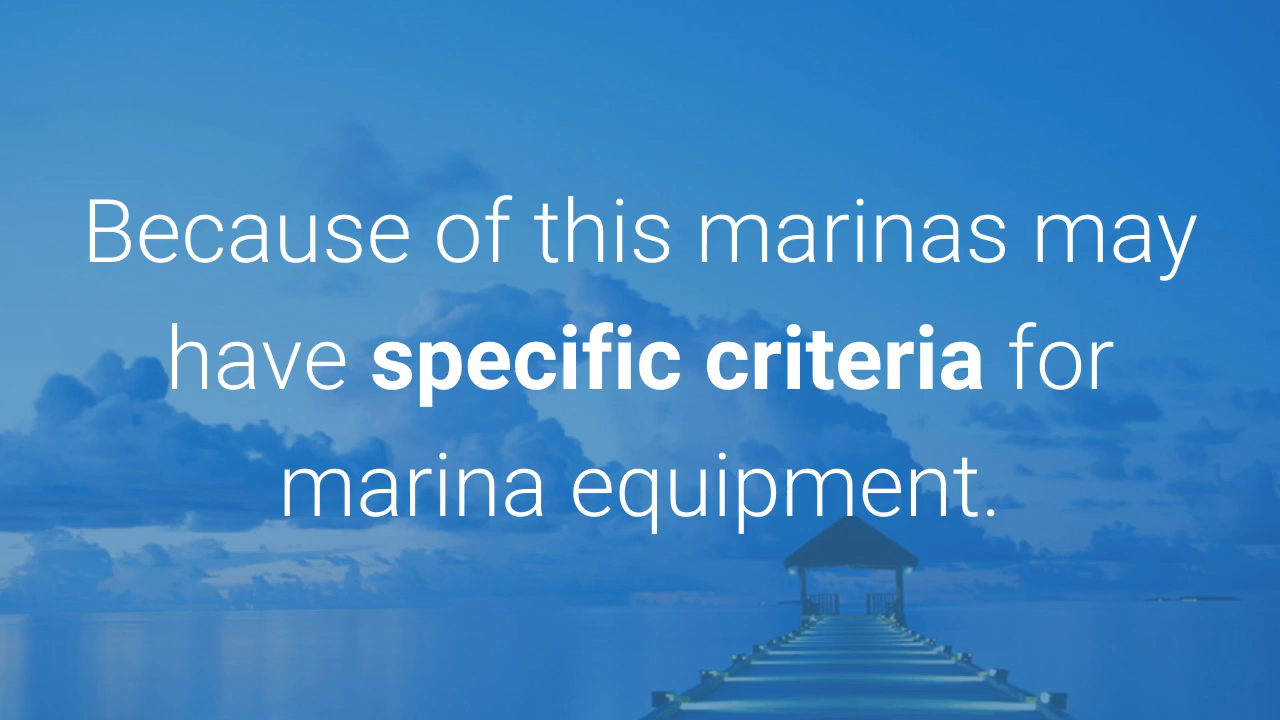 Because of this marinas may
have specific criteria for
marina equipment.